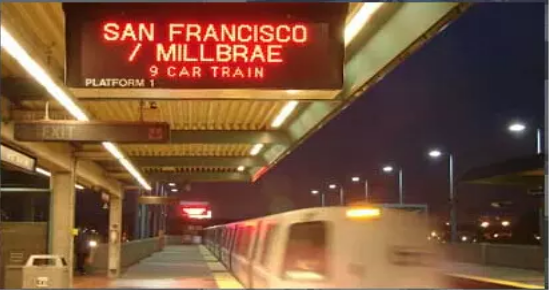 SAN FRANCISCO
/ MILLBRAE
9 CAR TRAIN
PLATFORM 1
EXIT